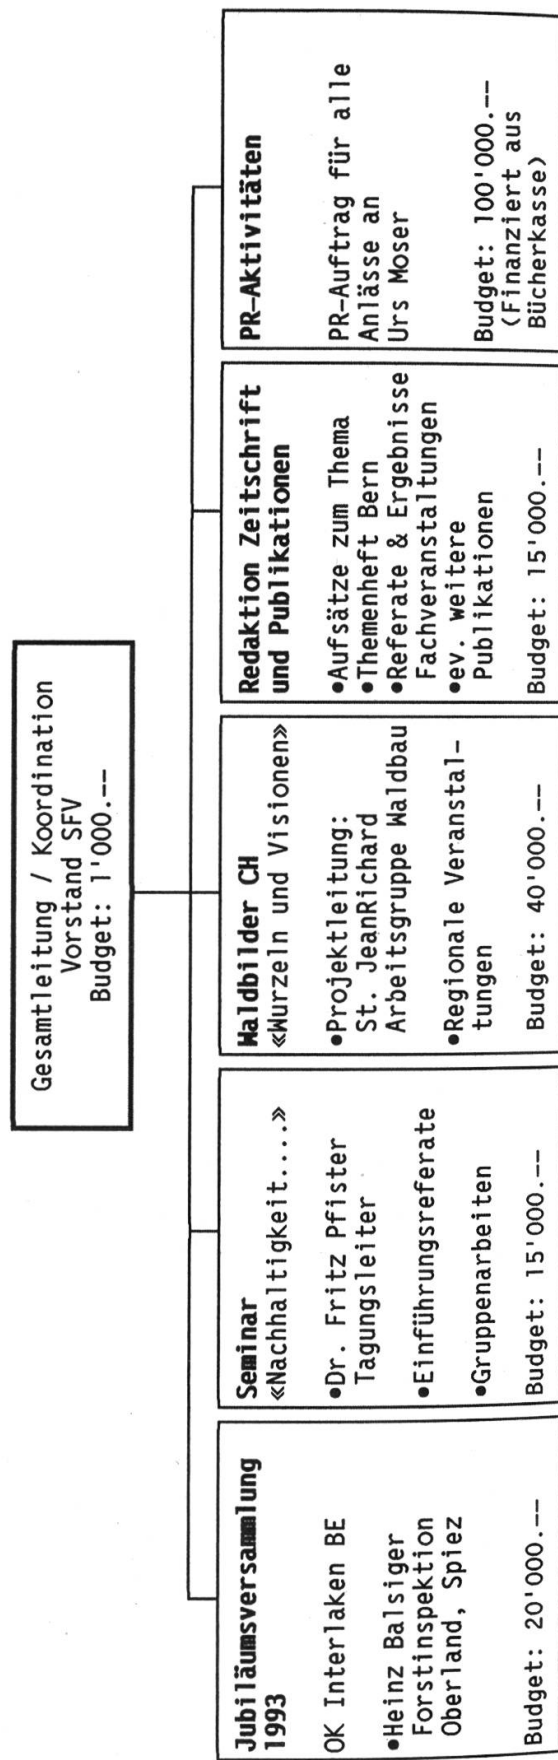 Gesamtleitung / Koordination
Vorstand SFV
Budget: 1'000.--
Jubiläumsversammlung
1993
OK Interlaken BE
•Heinz Balsiger
Forstinspektion
Oberland, Spiez
Budget: 20'000.--
Seminar
«Nachhaltigkeit....»
•Dr. Fritz Pfister
Tagungsleiter
•Einführungsreferate
•Gruppenarbeiten
Budget: 15'000.--
Waldbilder CH
«Wurzeln und Visionen»
•Projektleitung:
St. JeanRichard
Arbeitsgruppe Waldbau
•Regionale Veranstal-
tungen
Budget: 40'000.--
Redaktion Zeitschrift
und Publikationen
•Aufsätze zum Thema
•Themenheft Bern
•Referate & Ergebnisse
Fachveranstaltungen
•ev. weitere
Publikationen
Budget: 15'000.--
PR-Aktivitäten
PR-Auftrag für alle
Anlässe an
Urs Moser
Budget: 100'000.--
(Finanziert aus
Bücherkasse)